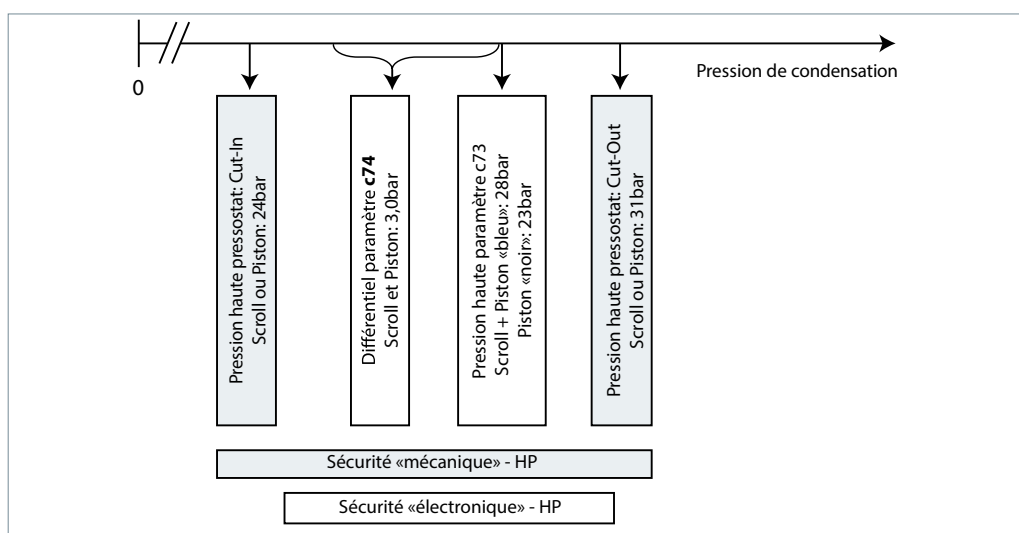 0
Pression de condensation
Pression haute pressostat: Cut-In
Scroll ou Piston: 24bar
Différentiel paramètre c74
Scroll et Piston: 3,0bar
Pression haute paramètre c73
Scroll + Piston «bleu»: 28bar
Piston «noir»: 23bar
Pression haute pressostat: Cut-Out
Scroll ou Piston: 31bar
Sécurité «mécanique» - HP
Sécurité «électronique» - HP